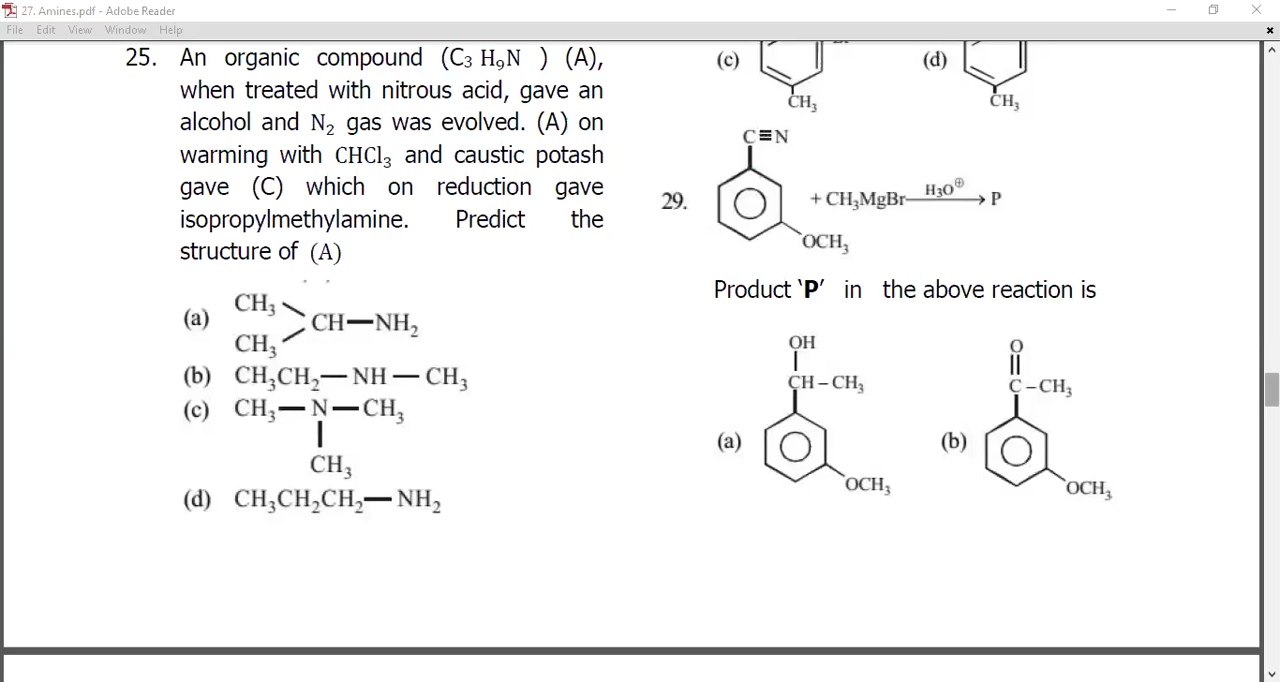 27. Amines.pdf - Adobe Reader
File Edit View Window Help
25. An organic compound (C₃ H₉N ) (A),
when treated with nitrous acid, gave an
alcohol and N₂ gas was evolved. (A) on
warming with CHCl₃ and caustic potash
gave (C) which on reduction gave
isopropylmethylamine. Predict the
structure of (A)
(a) CH₃
CH—NH₂
CH₃
(b) CH₃CH₂—NH—CH₃
(c) CH₃—N—CH₃
CH₃
(d) CH₃CH₂CH₂—NH₂
(c)
CH₃
(d)
CH₃
C≡N
29.
OCH₃
+ CH₃MgBr
H₃O⊕
P
Product ‘P’ in the above reaction is
(a)
OH
CH–CH₃
OCH₃
(b)
O
C–CH₃
OCH₃